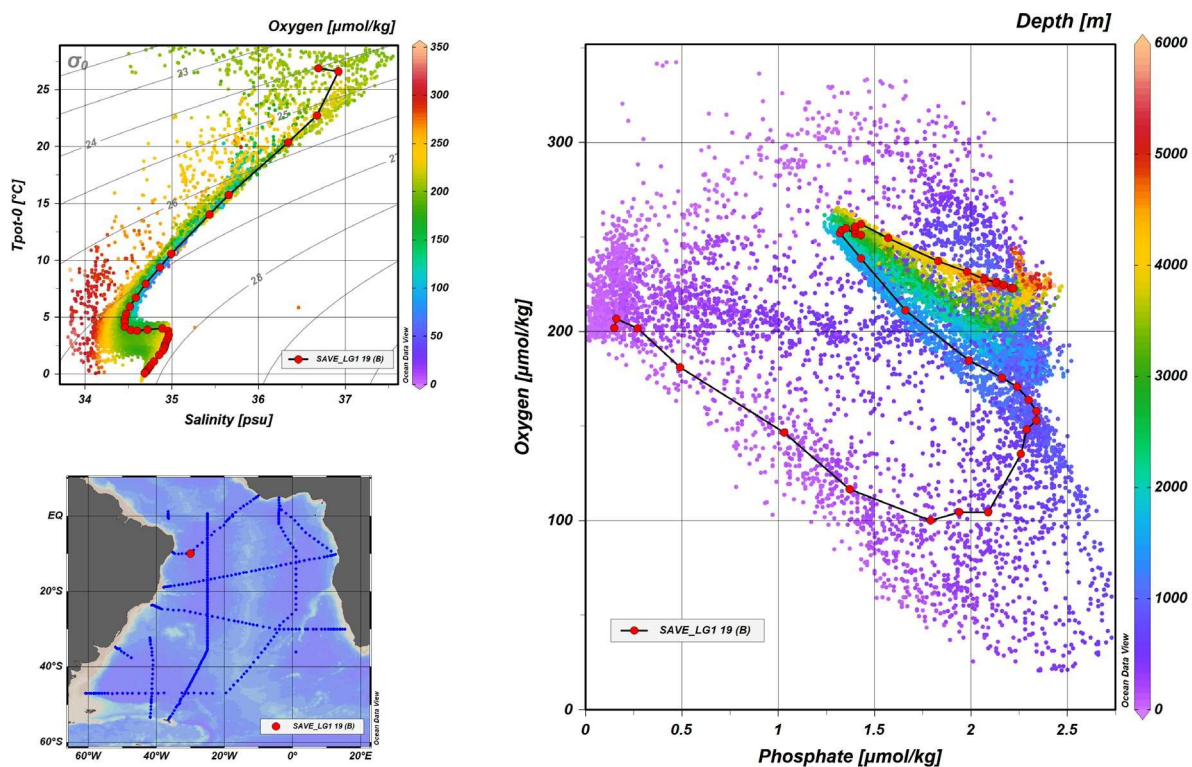 Oxygen [µmol/kg]
σ₀
23
24
25
26
27
28
25
20
15
10
5
0
34
35
36
37
Tpot-0 [°C]
Salinity [psu]
SAVE_LG1 19 (B)
Ocean Data View
350
300
250
200
150
100
50
0
EQ
20°S
40°S
60°S
60°W
40°W
20°W
0°
20°E
SAVE_LG1 19 (B)
Ocean Data View
Depth [m]
300
200
100
0
Oxygen [µmol/kg]
0
0.5
1
1.5
2
2.5
Phosphate [µmol/kg]
SAVE_LG1 19 (B)
Ocean Data View
6000
5000
4000
3000
2000
1000
0